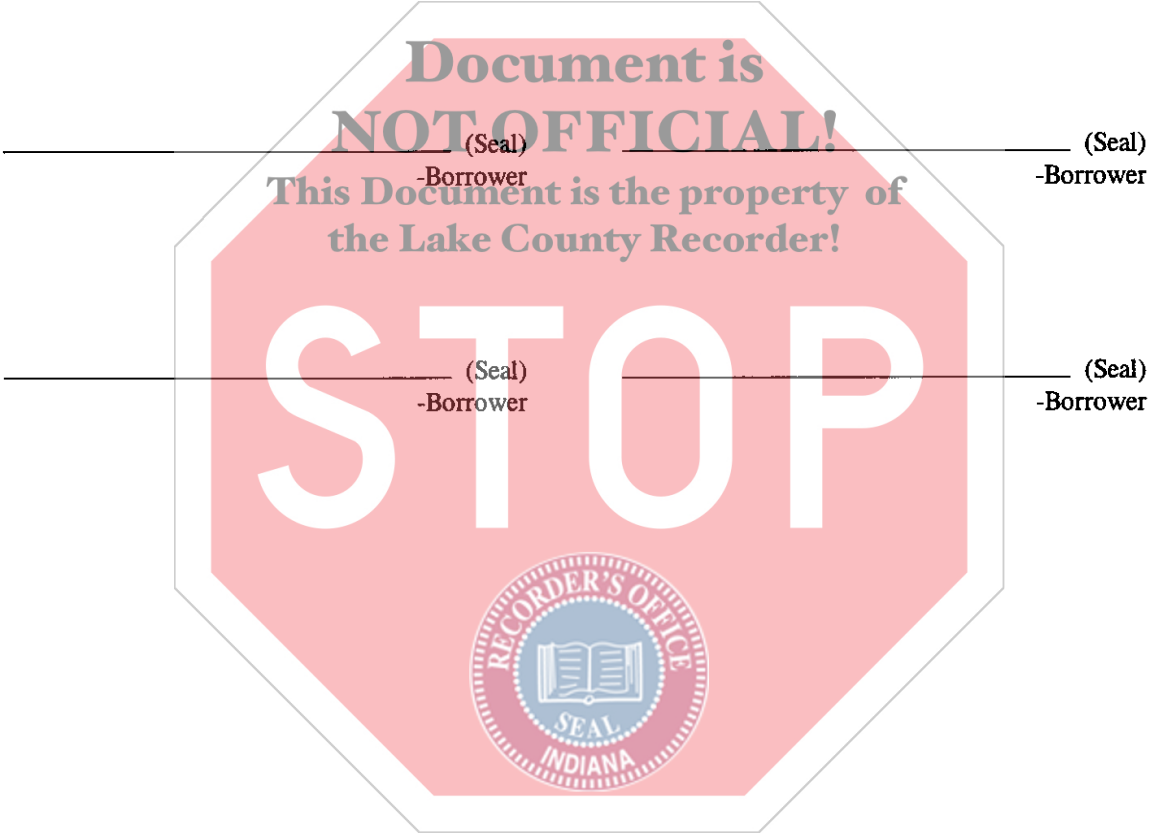 Document is
NOT OFFICIAL!
(Seal) (Seal)
-Borrower -Borrower
This Document is the property of
the Lake County Recorder!
(Seal) (Seal)
-Borrower -Borrower
STOP
RECORDER'S OFFICE
SEAL
INDIANA